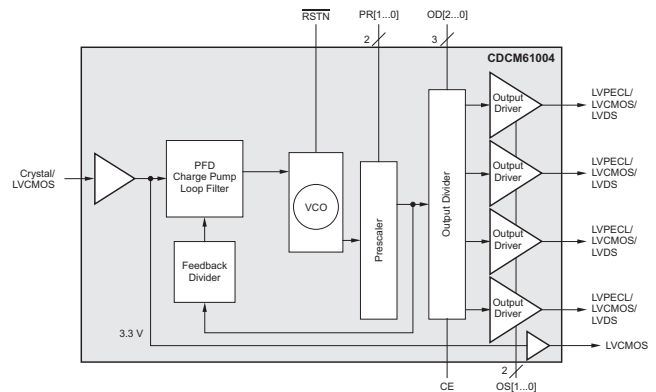 RSTN
PR[1...0]
OD[2...0]
2
3
CDCM61004
Crystal/
LVCMOS
PFD
Charge Pump
Loop Filter
VCO
Feedback
Divider
Prescaler
Output Divider
Output
Driver
LVPECL/
LVCMOS/
LVDS
Output
Driver
LVPECL/
LVCMOS/
LVDS
Output
Driver
LVPECL/
LVCMOS/
LVDS
Output
Driver
LVPECL/
LVCMOS/
LVDS
3.3 V
LVCMOS
2
CE
OS[1...0]